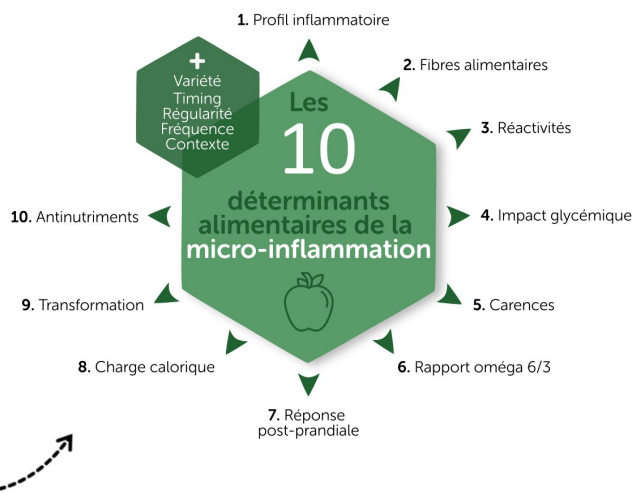 1. Profil inflammatoire
2. Fibres alimentaires
3. Réactivités
4. Impact glycémique
5. Carences
6. Rapport oméga 6/3
7. Réponse
post-prandiale
8. Charge calorique
9. Transformation
10. Antinutriments
+
Variété
Timing
Régularité
Fréquence
Contexte
Les
10
déterminants
alimentaires de la
micro-inflammation